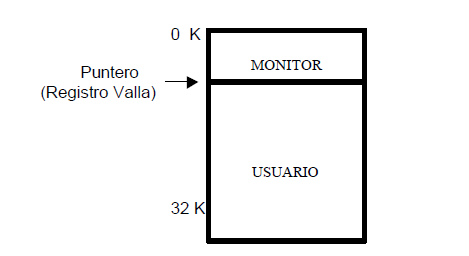 0 K
MONITOR
Puntero
(Registro Valla)
USUARIO
32 K